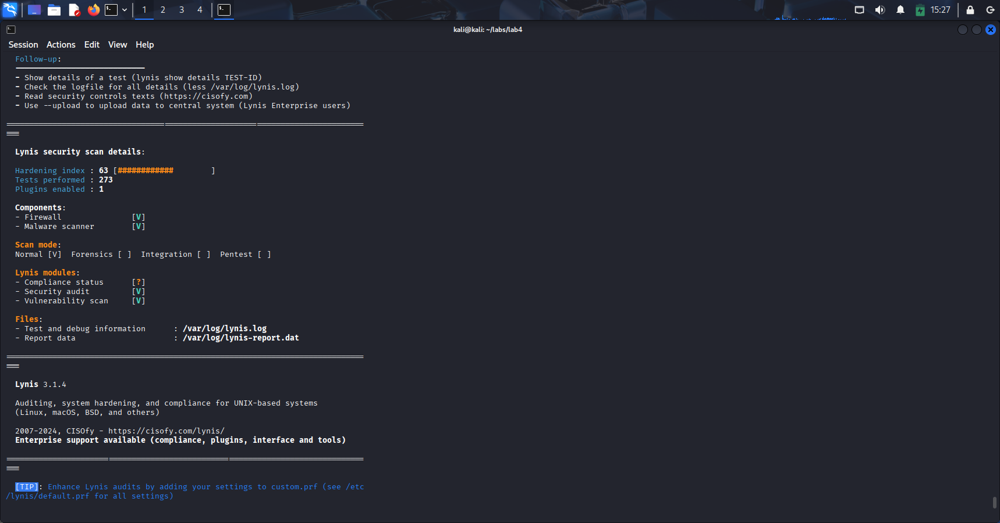 1 2 3 4
15:27
kali@kali: ~/labs/lab4
Session Actions Edit View Help
Follow-up:
- Show details of a test (lynis show details TEST-ID)
- Check the logfile for all details (less /var/log/lynis.log)
- Read security controls texts (https://cisofy.com)
- Use --upload to upload data to central system (Lynis Enterprise users)
================================================================================
Lynis security scan details:
Hardening index : 63 [############        ]
Tests performed : 273
Plugins enabled : 1
Components:
- Firewall [V]
- Malware scanner [V]
Scan mode:
Normal [V] Forensics [ ] Integration [ ] Pentest [ ]
Lynis modules:
- Compliance status [?]
- Security audit [V]
- Vulnerability scan [V]
Files:
- Test and debug information : /var/log/lynis.log
- Report data : /var/log/lynis-report.dat
================================================================================
Lynis 3.1.4
Auditing, system hardening, and compliance for UNIX-based systems
(Linux, macOS, BSD, and others)
2007-2024, CISOfy - https://cisofy.com/lynis/
Enterprise support available (compliance, plugins, interface and tools)
================================================================================
[TIP]: Enhance Lynis audits by adding your settings to custom.prf (see /etc
/lynis/default.prf for all settings)